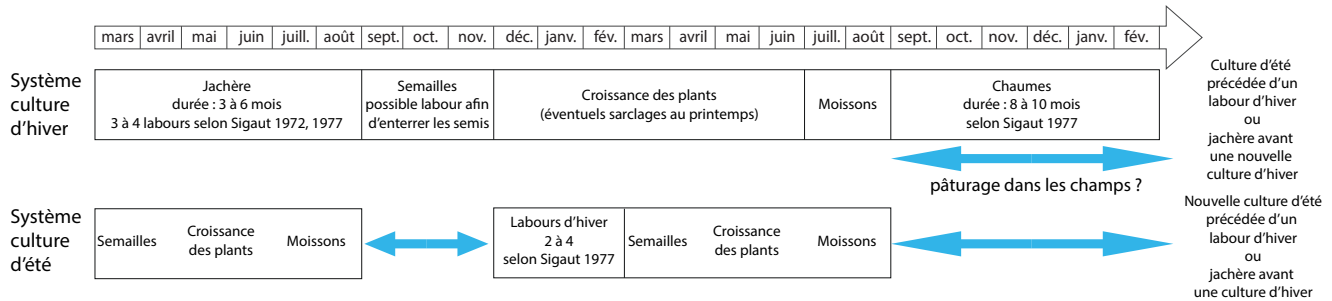 mars avril mai juin juill. août sept. oct. nov. déc. janv. fév. mars avril mai juin juill. août sept. oct. nov. déc. janv. fév.
Système
culture
d’hiver
Jachère
durée : 3 à 6 mois
3 à 4 labours selon Sigaut 1972, 1977
Semailles
possible labour afin
d’enterrer les semis
Croissance des plants
(éventuels sarclages au printemps)
Moissons
Chaumes
durée : 8 à 10 mois
selon Sigaut 1977
Culture d’été
précédée d’un
labour d’hiver
ou
jachère avant
une nouvelle
culture d’hiver
pâturage dans les champs ?
Système
culture
d’été
Semailles
Croissance
des plants
Moissons
Labours d’hiver
2 à 4
selon Sigaut 1977
Semailles
Croissance
des plants
Moissons
Nouvelle culture d’été
précédée d’un
labour d’hiver
ou
jachère avant
une culture d’hiver